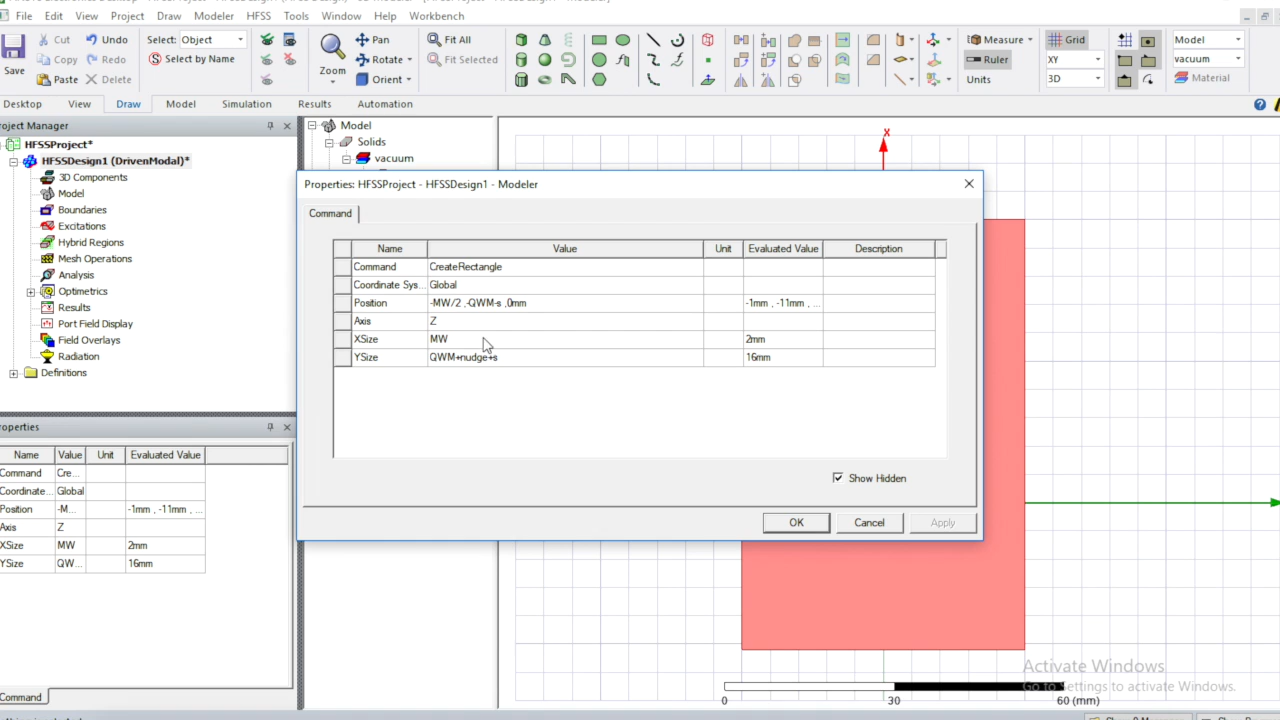 File Edit View Project Draw Modeler HFSS Tools Window Help Workbench
Save
Cut
Copy
Paste
Undo
Redo
Delete
Select: Object
Select by Name
Zoom
Pan
Rotate
Orient
Fit All
Fit Selected
Measure
Ruler
Units
Grid
XY
3D
Model
vacuum
Material
Desktop View Draw Model Simulation Results Automation
oject Manager
HFSSProject*
HFSSDesign1 (DrivenModal)*
3D Components
Model
Boundaries
Excitations
Hybrid Regions
Mesh Operations
Analysis
Optimetrics
Results
Port Field Display
Field Overlays
Radiation
Definitions
Model
Solids
vacuum
X
Properties: HFSSProject - HFSSDesign1 - Modeler
Command
Name Value Unit Evaluated Value Description
Command CreateRectangle
Coordinate Sys... Global
Position -MW/2 ,-QWM-s ,0mm -1mm , -11mm , ...
Axis Z
XSize MW 2mm
YSize QWM+nudge+s 16mm
Show Hidden
OK Cancel Apply
operties
Name Value Unit Evaluated Value
Command Cre...
Coordinate... Global
Position -M... -1mm , -11mm , ...
Axis Z
XSize MW 2mm
YSize QW... 16mm
Command
Activate Windows
Go to Settings to activate Windows.
0 30 60 (mm)